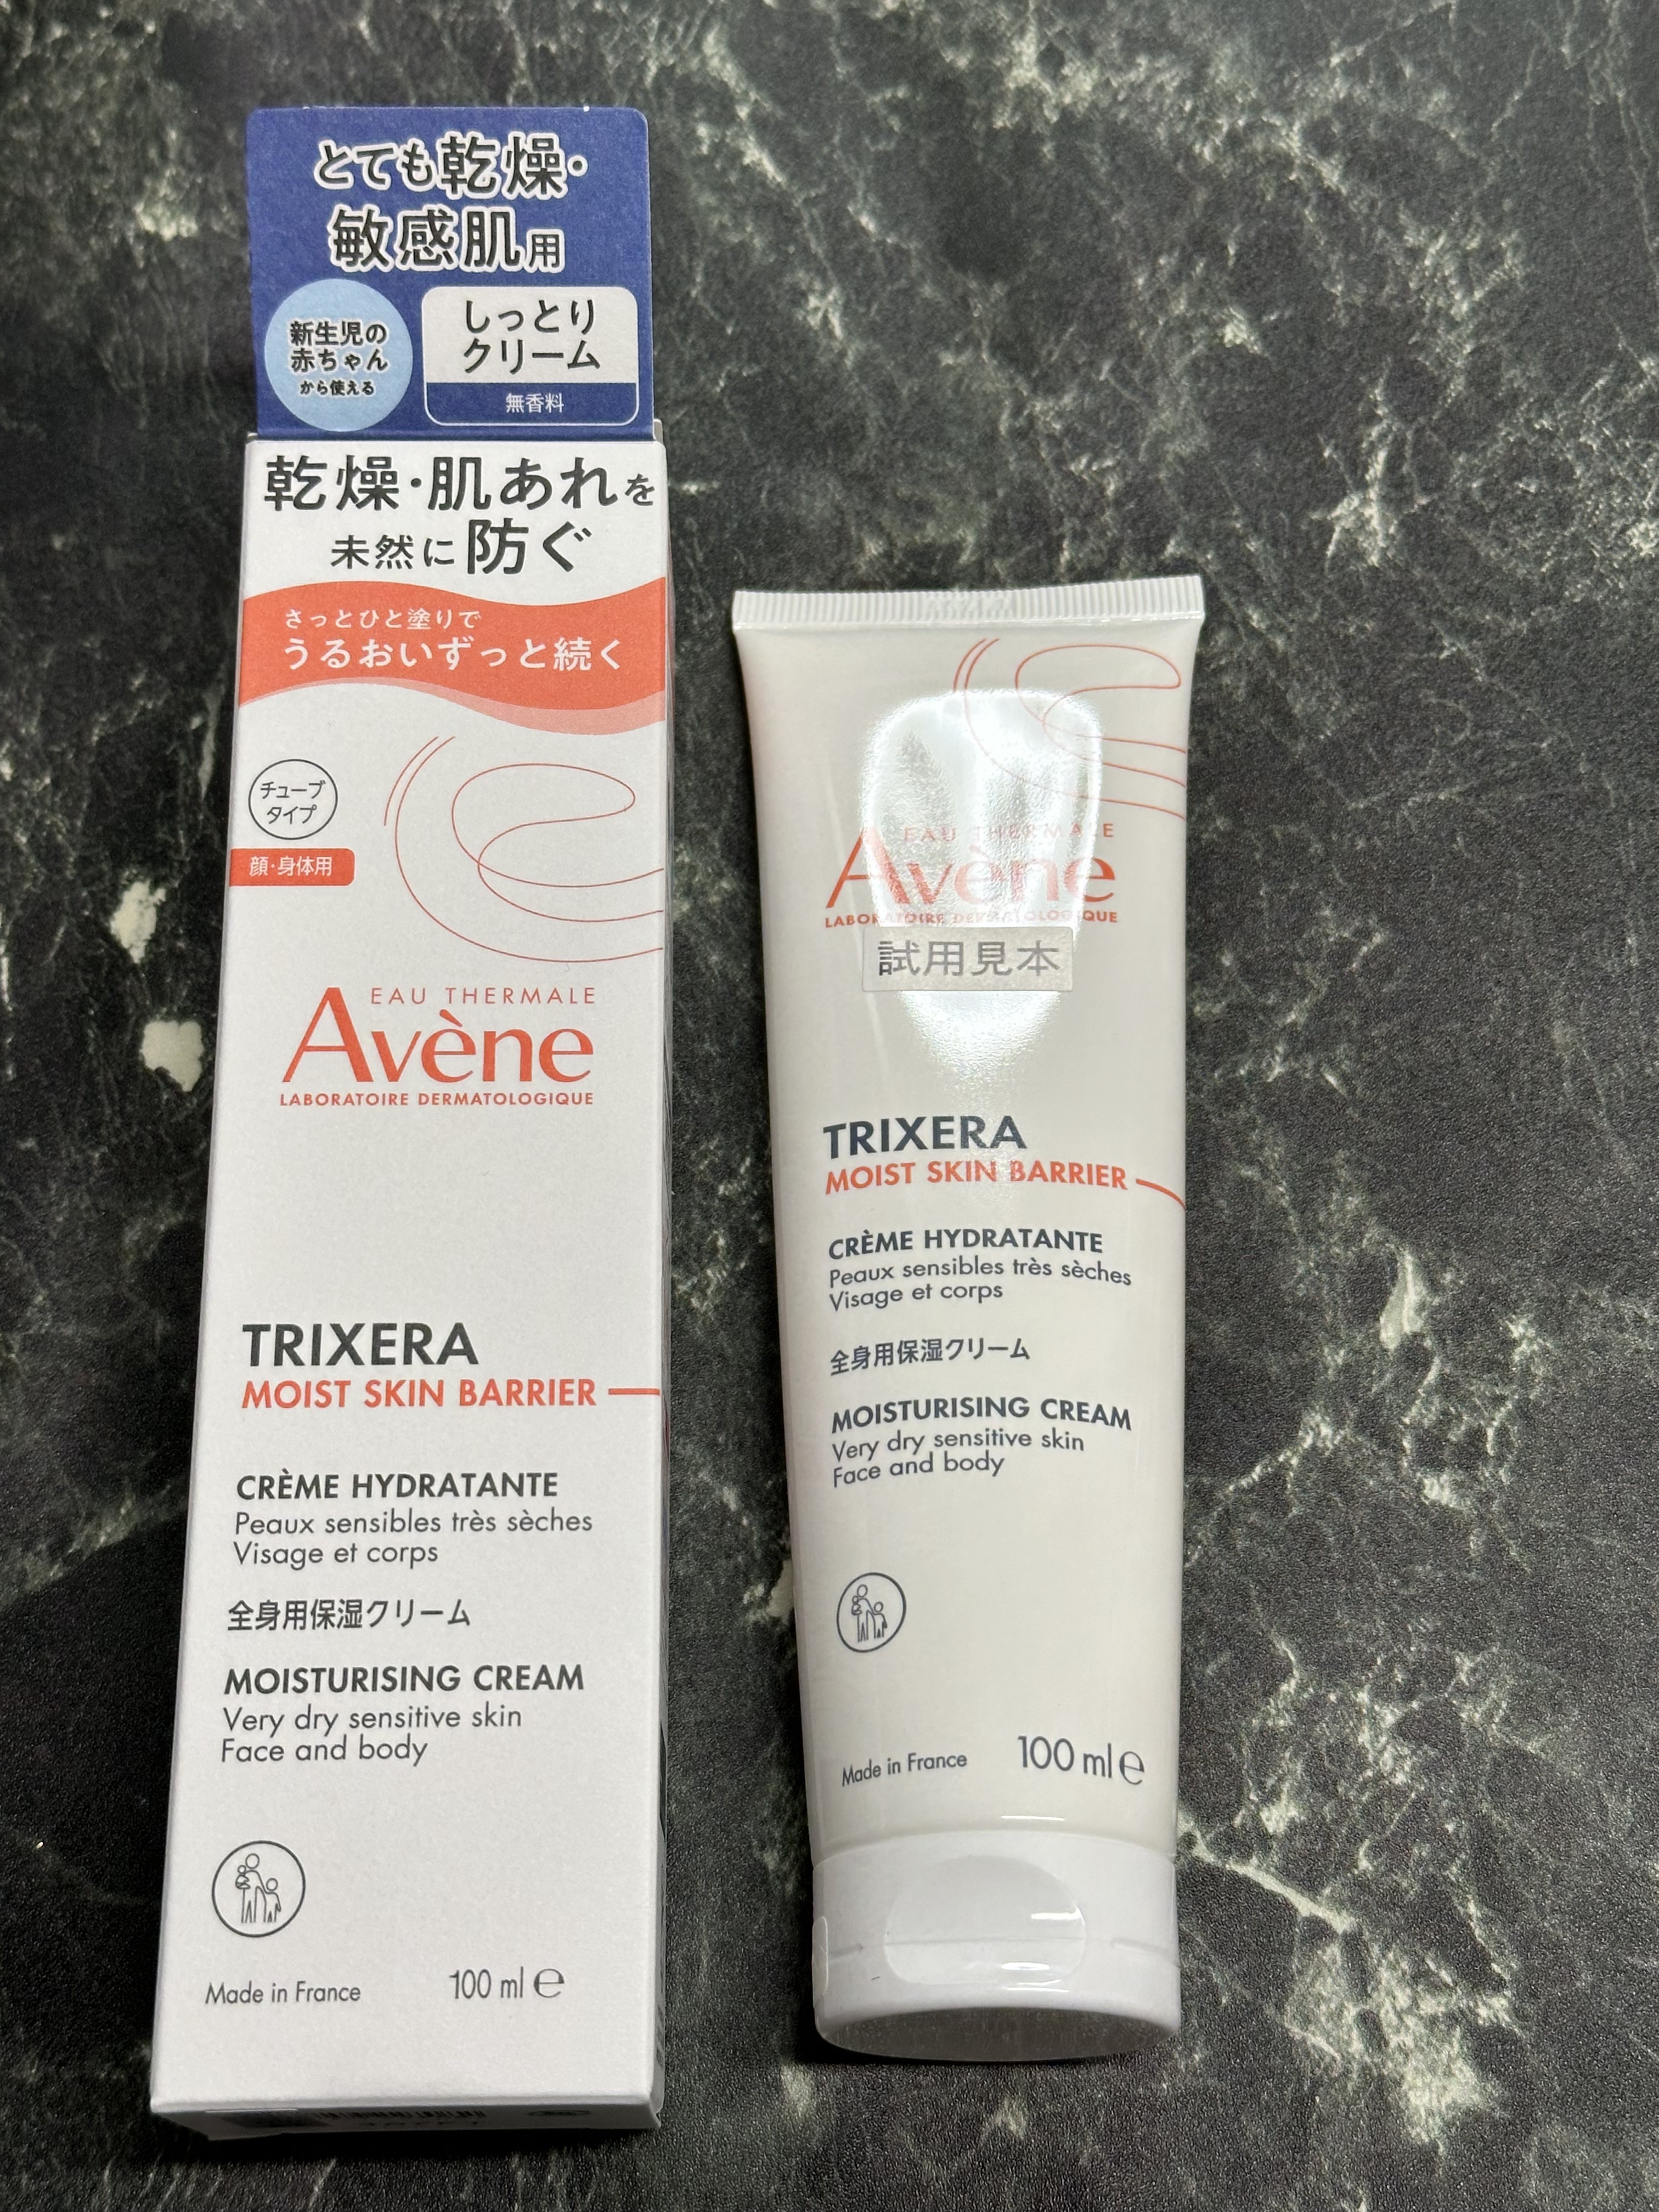 とても乾燥・
敏感肌用
新生児の
赤ちゃん
から使える
しっとり
クリーム
無香料
乾燥・肌あれを
未然に防ぐ
さっとひと塗りで
うるおいずっと続く
チューブ
タイプ
顔・身体用
EAU THERMALE
Avène
LABORATOIRE DERMATOLOGIQUE
TRIXERA
MOIST SKIN BARRIER
CRÈME HYDRATANTE
Peaux sensibles très sèches
Visage et corps
全身用保湿クリーム
MOISTURISING CREAM
Very dry sensitive skin
Face and body
Made in France
100 ml ℮
EAU THERMALE
Avène
LABORATOIRE DERMATOLOGIQUE
試用見本
TRIXERA
MOIST SKIN BARRIER
CRÈME HYDRATANTE
Peaux sensibles très sèches
Visage et corps
全身用保湿クリーム
MOISTURISING CREAM
Very dry sensitive skin
Face and body
Made in France
100 ml ℮